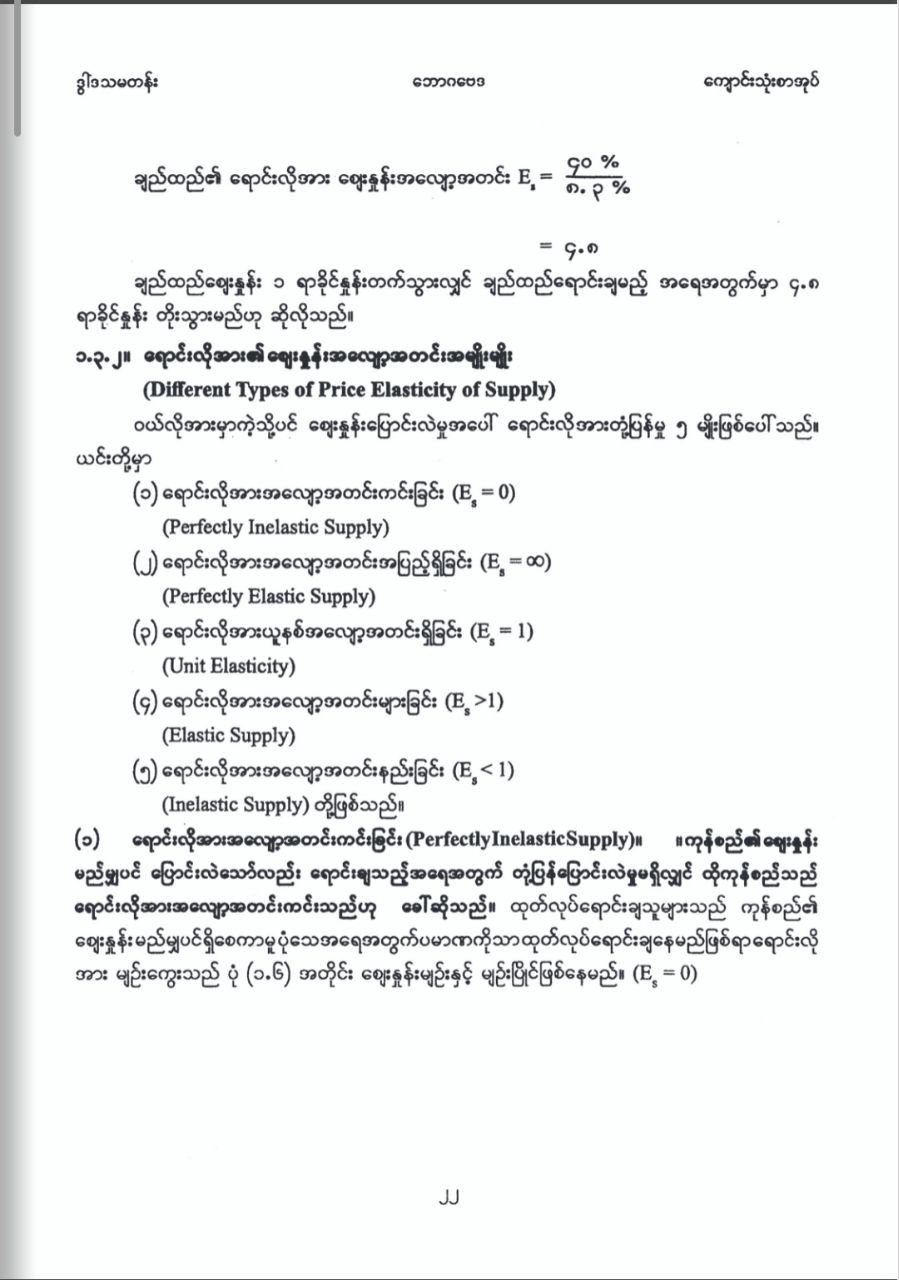 ဒွါဒသမတန်း ဘောဂဗေဒ ကျောင်းသုံးစာအုပ်
ချည်ထည်၏ ရောင်းလိုအား ဈေးနှုန်းအလျော့အတင်း Es = ၄၀ % / ၈.၃ %
= ၄.၈
ချည်ထည်ဈေးနှုန်း ၁ ရာခိုင်နှုန်းတက်သွားလျှင် ချည်ထည်ရောင်းချမည့် အရေအတွက်မှာ ၄.၈
ရာခိုင်နှုန်း တိုးသွားမည်ဟု ဆိုလိုသည်။
၁.၃.၂။ ရောင်းလိုအား၏ ဈေးနှုန်းအလျော့အတင်းအမျိုးမျိုး
(Different Types of Price Elasticity of Supply)
ဝယ်လိုအားမှာကဲ့သို့ပင် ဈေးနှုန်းပြောင်းလဲမှုအပေါ် ရောင်းလိုအားတုံ့ပြန်မှု ၅ မျိုးဖြစ်ပေါ်သည်။
ယင်းတို့မှာ
(၁) ရောင်းလိုအားအလျော့အတင်းကင်းခြင်း (Es = 0)
(Perfectly Inelastic Supply)
(၂) ရောင်းလိုအားအလျော့အတင်းအပြည့်ရှိခြင်း (Es = ∞)
(Perfectly Elastic Supply)
(၃) ရောင်းလိုအားယူနစ်အလျော့အတင်းရှိခြင်း (Es = 1)
(Unit Elasticity)
(၄) ရောင်းလိုအားအလျော့အတင်းများခြင်း (Es >1)
(Elastic Supply)
(၅) ရောင်းလိုအားအလျော့အတင်းနည်းခြင်း (Es < 1)
(Inelastic Supply) တို့ဖြစ်သည်။
(၁) ရောင်းလိုအားအလျော့အတင်းကင်းခြင်း (Perfectly Inelastic Supply)။ ။ကုန်စည်၏ ဈေးနှုန်း
မည်မျှပင် ပြောင်းလဲသော်လည်း ရောင်းချသည့်အရေအတွက် တုံ့ပြန်ပြောင်းလဲမှုမရှိလျှင် ထိုကုန်စည်သည်
ရောင်းလိုအားအလျော့အတင်းကင်းသည်ဟု ခေါ်ဆိုသည်။ ထုတ်လုပ်ရောင်းချသူများသည် ကုန်စည်၏
ဈေးနှုန်းမည်မျှပင်ရှိစေကာမူ ပုံသေအရေအတွက်ပမာဏကိုသာထုတ်လုပ်ရောင်းချနေမည်ဖြစ်ရာ ရောင်းလို
အား မျဉ်းကွေးသည် ပုံ (၁.၆) အတိုင်း ဈေးနှုန်းမျဉ်းနှင့် မျဉ်းပြိုင်ဖြစ်နေမည်။ (Es = 0)
၂၂